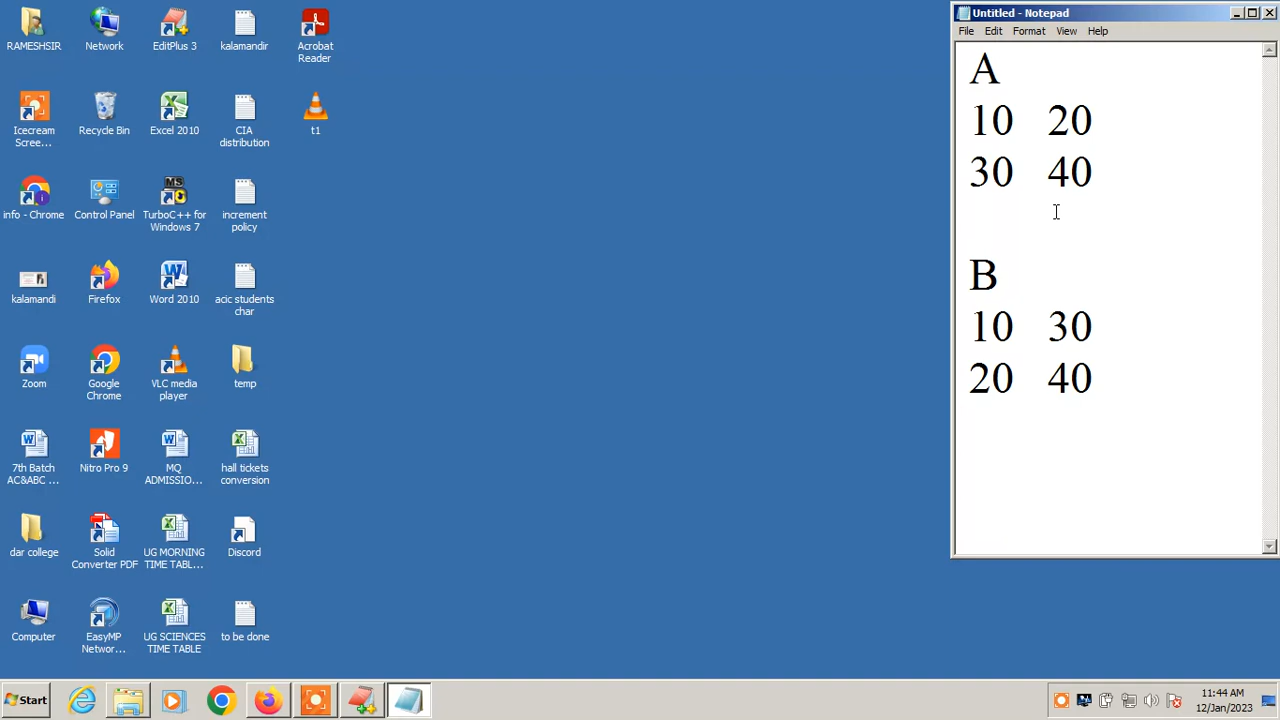 Untitled - Notepad
File Edit Format View Help
A
10 20
30 40
B
10 30
20 40
RAMESHSIR
Network
EditPlus 3
kalamandir
Acrobat
Reader
Icecream
Scree...
Recycle Bin
Excel 2010
CIA
distribution
t1
info - Chrome
Control Panel
TurboC++ for
Windows 7
increment
policy
kalamandi
Firefox
Word 2010
acic students
char
Zoom
Google
Chrome
VLC media
player
temp
7th Batch
AC&ABC ...
Nitro Pro 9
MQ
ADMISSIO...
hall tickets
conversion
dar college
Solid
Converter PDF
UG MORNING
TIME TABL...
Discord
Computer
EasyMP
Networ...
UG SCIENCES
TIME TABLE
to be done
Start
11:44 AM
12/Jan/2023